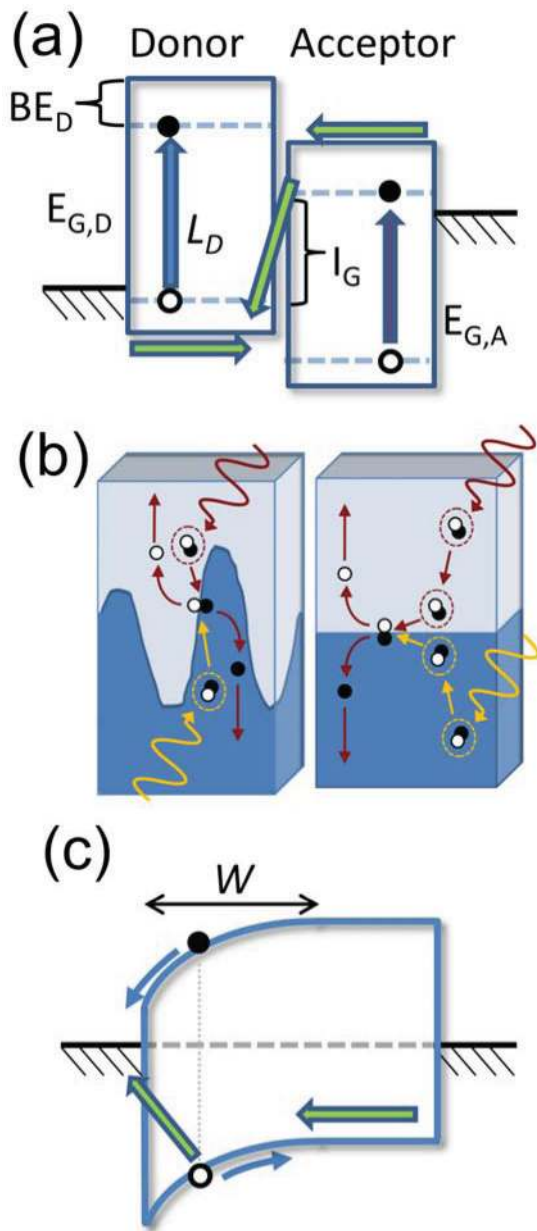 (a) Donor Acceptor
BE_D
E_G,D
L_D
I_G
E_G,A
(b)
(c)
W